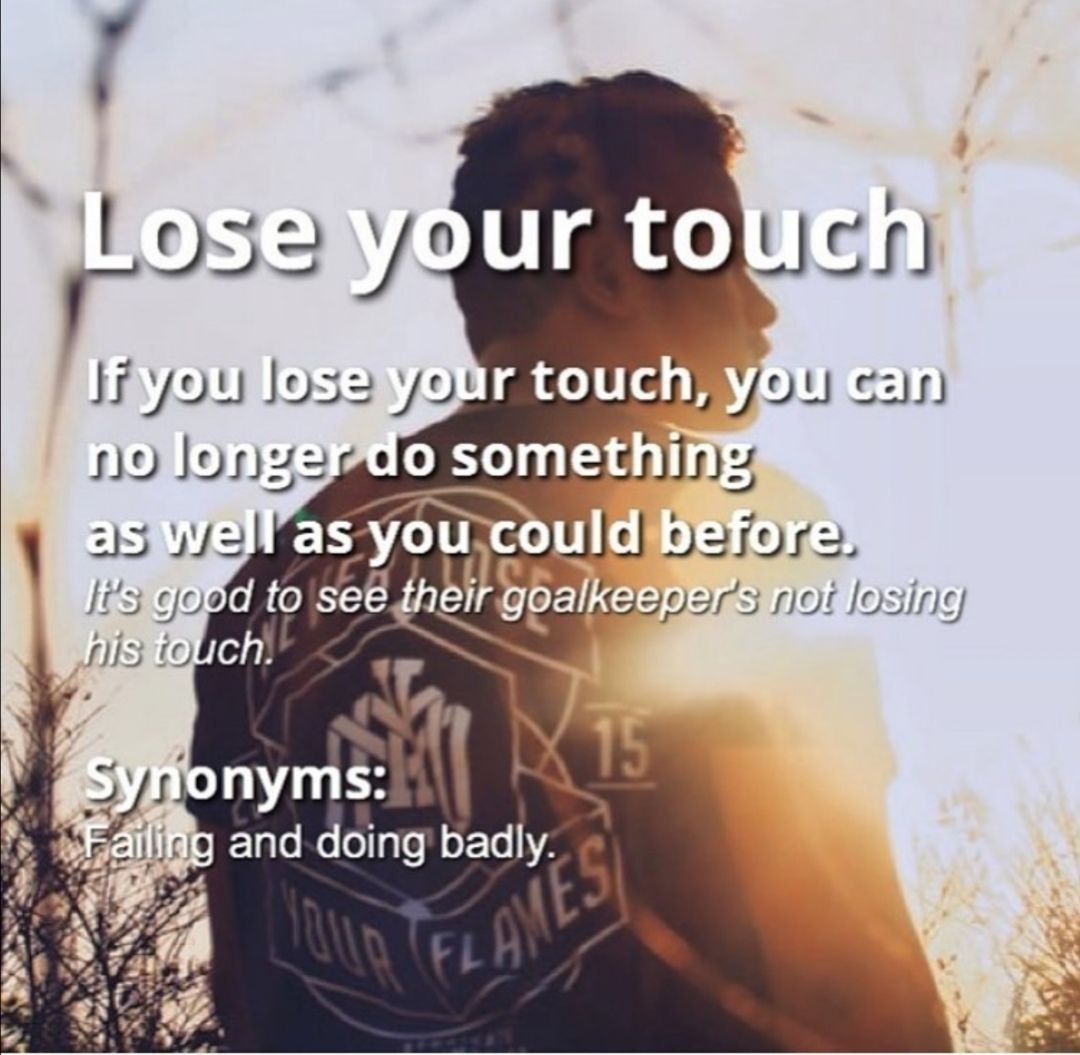 Lose your touch
If you lose your touch, you can
no longer do something
as well as you could before.
It's good to see their goalkeeper's not losing
his touch.
Synonyms:
Failing and doing badly.
NEVER LOSE
15
YOUR FLAMES